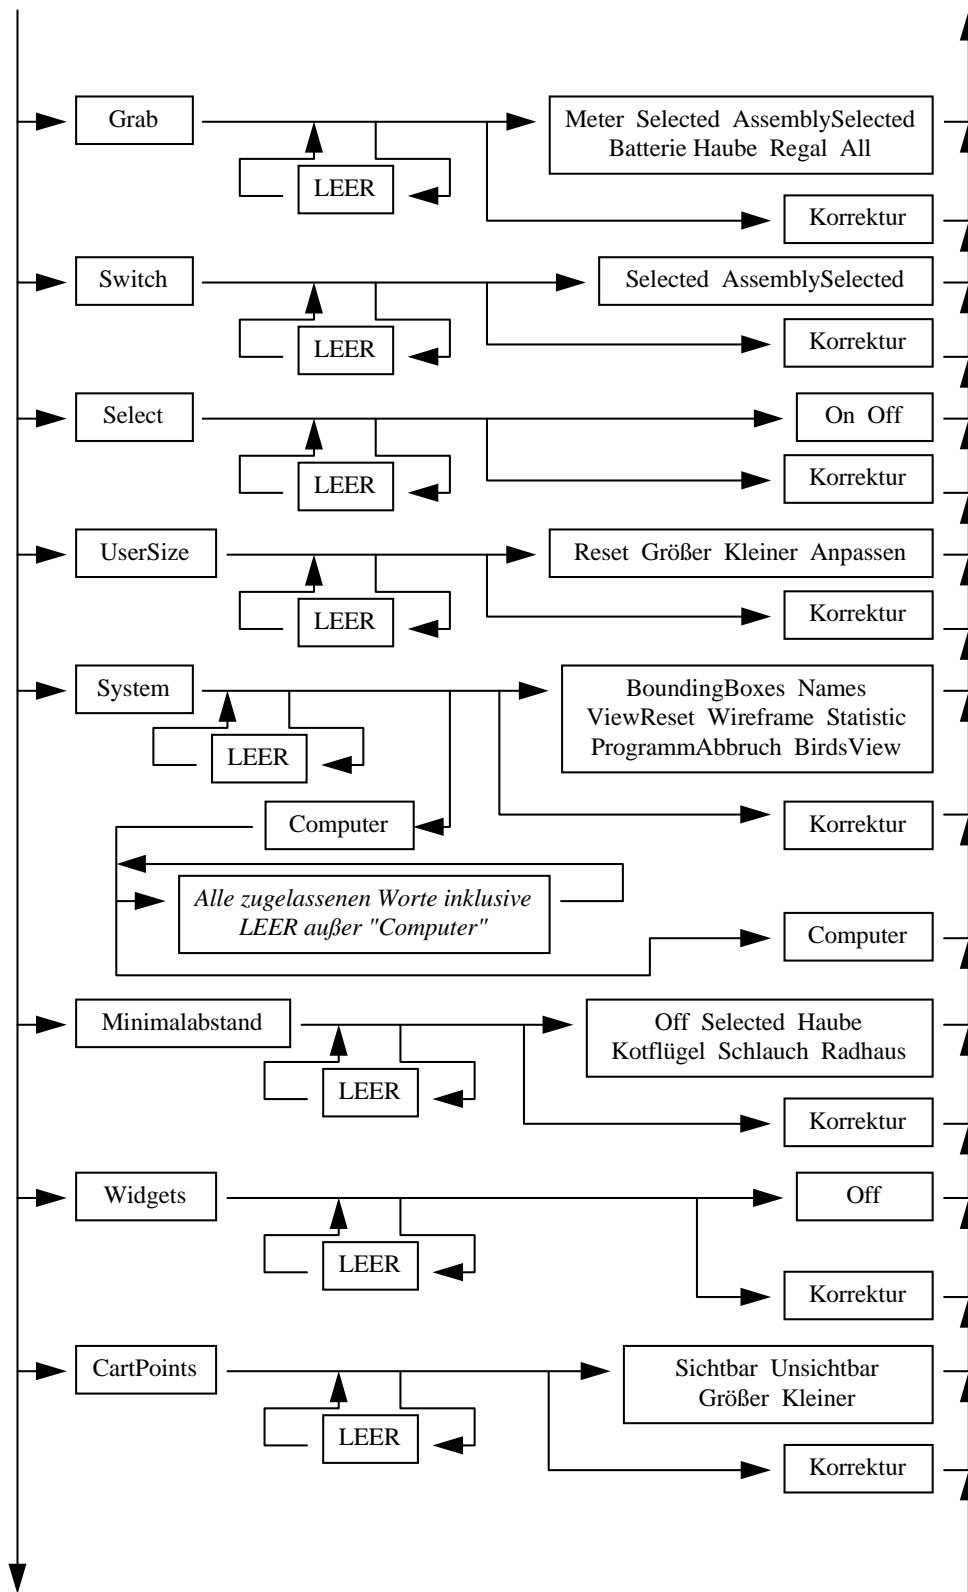 Grab
Meter Selected AssemblySelected
Batterie Haube Regal All
LEER
Korrektur
Switch
Selected AssemblySelected
LEER
Korrektur
Select
On Off
LEER
Korrektur
UserSize
Reset Größer Kleiner Anpassen
LEER
Korrektur
System
BoundingBoxes Names
ViewReset Wireframe Statistic
ProgrammAbbruch BirdsView
LEER
Korrektur
Computer
Alle zugelassenen Worte inklusive
LEER außer "Computer"
Computer
Minimalabstand
Off Selected Haube
Kotflügel Schlauch Radhaus
LEER
Korrektur
Widgets
Off
LEER
Korrektur
CartPoints
Sichtbar Unsichtbar
Größer Kleiner
LEER
Korrektur